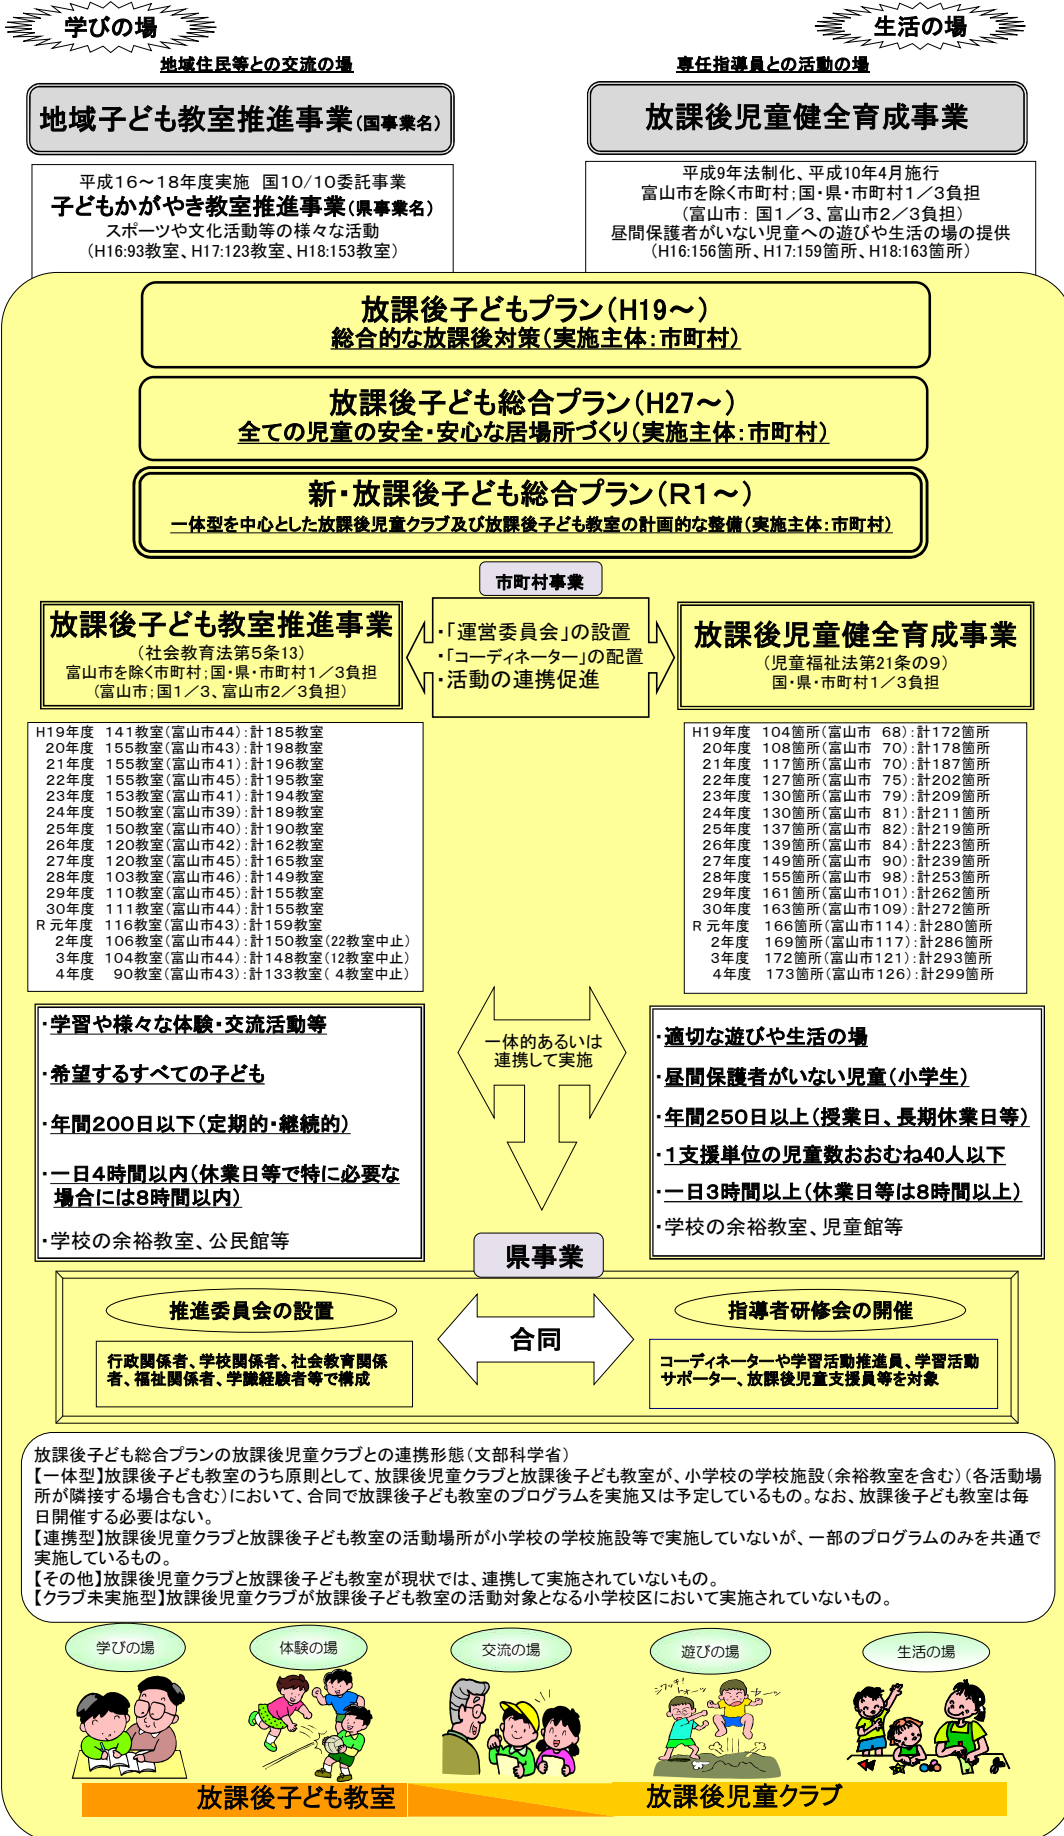 学びの場
生活の場
地域住民等との交流の場
専任指導員との活動の場
地域子ども教室推進事業(国事業名)
放課後児童健全育成事業
平成16～18年度実施　国10/10委託事業
子どもかがやき教室推進事業(県事業名)
スポーツや文化活動等の様々な活動
(H16:93教室、H17:123教室、H18:153教室)
平成9年法制化、平成10年4月施行
富山市を除く市町村;国・県・市町村1／3負担
(富山市：国1／3、富山市2／3負担)
昼間保護者がいない児童への遊びや生活の場の提供
(H16:156箇所、H17:159箇所、H18:163箇所)
放課後子どもプラン(H19～)
総合的な放課後対策(実施主体:市町村)
放課後子ども総合プラン(H27～)
全ての児童の安全・安心な居場所づくり(実施主体:市町村)
新・放課後子ども総合プラン(R1～)
一体型を中心とした放課後児童クラブ及び放課後子ども教室の計画的な整備(実施主体:市町村)
市町村事業
放課後子ども教室推進事業
(社会教育法第5条13)
富山市を除く市町村;国・県・市町村1／3負担
(富山市;国1／3、富山市2／3負担)
・「運営委員会」の設置
・「コーディネーター」の配置
・活動の連携促進
放課後児童健全育成事業
(児童福祉法第21条の9)
国・県・市町村1／3負担
H19年度 141教室(富山市44):計185教室
20年度 155教室(富山市43):計198教室
21年度 155教室(富山市41):計196教室
22年度 155教室(富山市45):計195教室
23年度 153教室(富山市41):計194教室
24年度 150教室(富山市39):計189教室
25年度 150教室(富山市40):計190教室
26年度 120教室(富山市42):計162教室
27年度 120教室(富山市45):計165教室
28年度 103教室(富山市46):計149教室
29年度 110教室(富山市45):計155教室
30年度 111教室(富山市44):計155教室
R元年度 116教室(富山市43):計159教室
2年度 106教室(富山市44):計150教室(22教室中止)
3年度 104教室(富山市44):計148教室(12教室中止)
4年度 90教室(富山市43):計133教室( 4教室中止)
H19年度 104箇所(富山市 68):計172箇所
20年度 108箇所(富山市 70):計178箇所
21年度 117箇所(富山市 70):計187箇所
22年度 127箇所(富山市 75):計202箇所
23年度 130箇所(富山市 79):計209箇所
24年度 130箇所(富山市 81):計211箇所
25年度 137箇所(富山市 82):計219箇所
26年度 139箇所(富山市 84):計223箇所
27年度 149箇所(富山市 90):計239箇所
28年度 155箇所(富山市 98):計253箇所
29年度 161箇所(富山市101):計262箇所
30年度 163箇所(富山市109):計272箇所
R元年度 166箇所(富山市114):計280箇所
2年度 169箇所(富山市117):計286箇所
3年度 172箇所(富山市121):計293箇所
4年度 173箇所(富山市126):計299箇所
・学習や様々な体験・交流活動等
・希望するすべての子ども
・年間200日以下(定期的・継続的)
・一日4時間以内(休業日等で特に必要な
場合には8時間以内)
・学校の余裕教室、公民館等
一体的あるいは
連携して実施
・適切な遊びや生活の場
・昼間保護者がいない児童(小学生)
・年間250日以上(授業日、長期休業日等)
・1支援単位の児童数おおむね40人以下
・一日3時間以上(休業日等は8時間以上)
・学校の余裕教室、児童館等
県事業
推進委員会の設置
行政関係者、学校関係者、社会教育関係
者、福祉関係者、学識経験者等で構成
合同
指導者研修会の開催
コーディネーターや学習活動推進員、学習活動
サポーター、放課後児童支援員等を対象
放課後子ども総合プランの放課後児童クラブとの連携形態(文部科学省)
【一体型】放課後子ども教室のうち原則として、放課後児童クラブと放課後子ども教室が、小学校の学校施設(余裕教室を含む)(各活動場
所が隣接する場合も含む)において、合同で放課後子ども教室のプログラムを実施又は予定しているもの。なお、放課後子ども教室は毎
日開催する必要はない。
【連携型】放課後児童クラブと放課後子ども教室の活動場所が小学校の学校施設等で実施していないが、一部のプログラムのみを共通で
実施しているもの。
【その他】放課後児童クラブと放課後子ども教室が現状では、連携して実施されていないもの。
【クラブ未実施型】放課後児童クラブが放課後子ども教室の活動対象となる小学校区において実施されていないもの。
学びの場
体験の場
交流の場
遊びの場
生活の場
放課後子ども教室
放課後児童クラブ